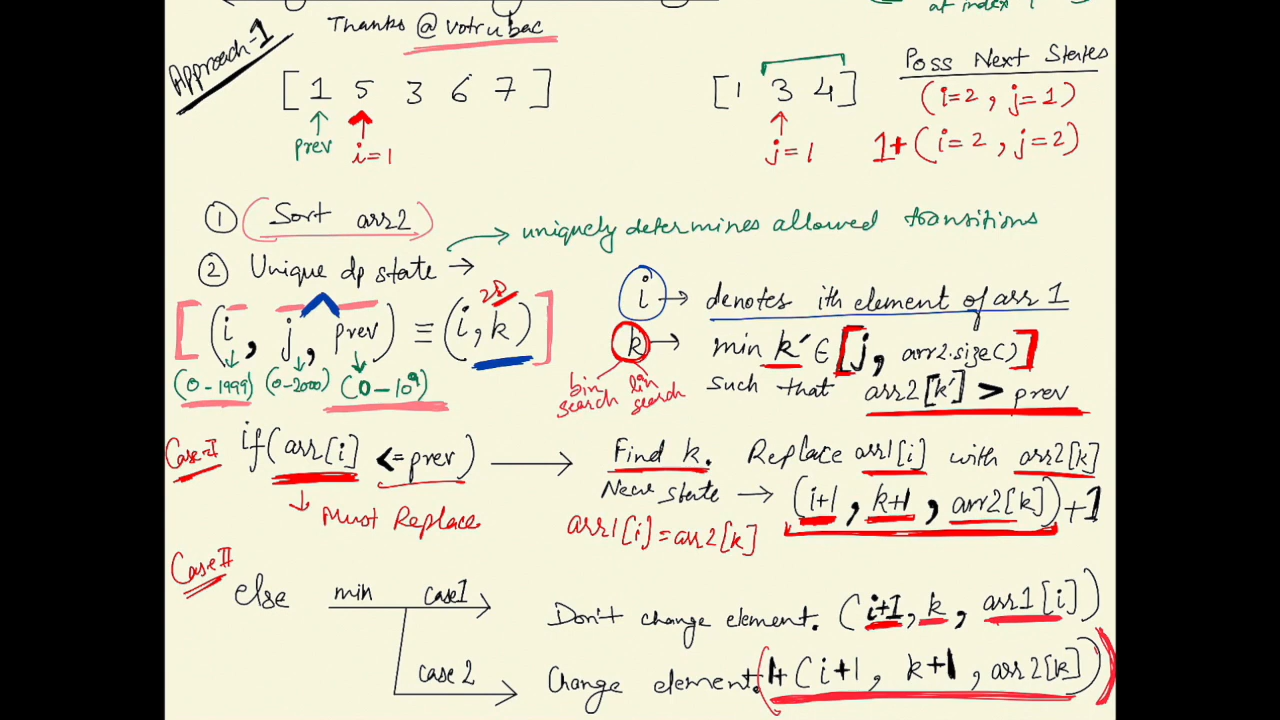 at index i
Thanks @votrubac
Approach-1
[ 1 5 3 6 7 ]
prev
i=1
[ 1 3 4 ]
j=1
Poss Next States
(i=2, j=1)
1+(i=2, j=2)
① Sort arr2
② Unique dp state → uniquely determines allowed transitions
[(i, j, prev) ≡ (i, k)]
2D
(0-1999) (0-2000) (0-10⁹)
i → denotes ith element of arr 1
k → min k' ∈ [j, arr2.size()]
bin search lin search
such that arr2[k'] > prev
Case-I if(arr[i] <=prev) → Find k. Replace arr1[i] with arr2[k]
Must Replace
New state → (i+1, k+1, arr2[k])+1
arr1[i]=arr2[k]
Case II
else min case1 → Don't change element. (i+1, k, arr1[i])
case 2 → Change element. (1+(i+1, k+1, arr2[k]))